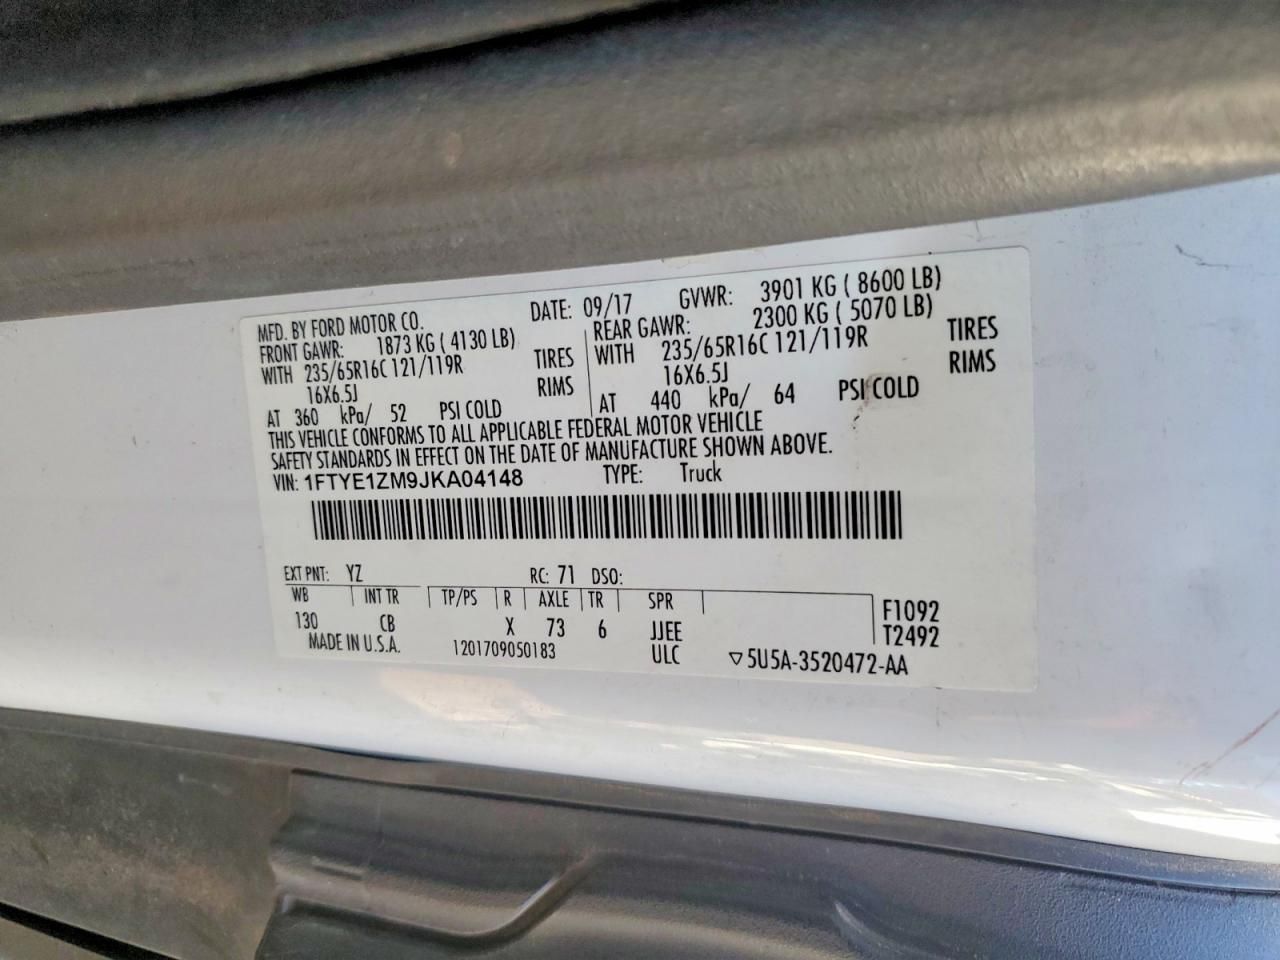 MFD. BY FORD MOTOR CO. DATE: 09/17 GVWR: 3901 KG ( 8600 LB)
FRONT GAWR: 1873 KG ( 4130 LB) REAR GAWR: 2300 KG ( 5070 LB)
WITH 235/65R16C 121/119R TIRES WITH 235/65R16C 121/119R TIRES
16X6.5J RIMS 16X6.5J RIMS
AT 360 kPa/ 52 PSI COLD AT 440 kPa/ 64 PSI COLD
THIS VEHICLE CONFORMS TO ALL APPLICABLE FEDERAL MOTOR VEHICLE
SAFETY STANDARDS IN EFFECT ON THE DATE OF MANUFACTURE SHOWN ABOVE.
VIN: 1FTYE1ZM9JKA04148 TYPE: Truck
EXT PNT: YZ RC: 71 DSO:
WB INT TR TP/PS R AXLE TR SPR F1092
130 CB X 73 6 JJEE T2492
MADE IN U.S.A. 1201709050183 ULC ▽5U5A-3520472-AA